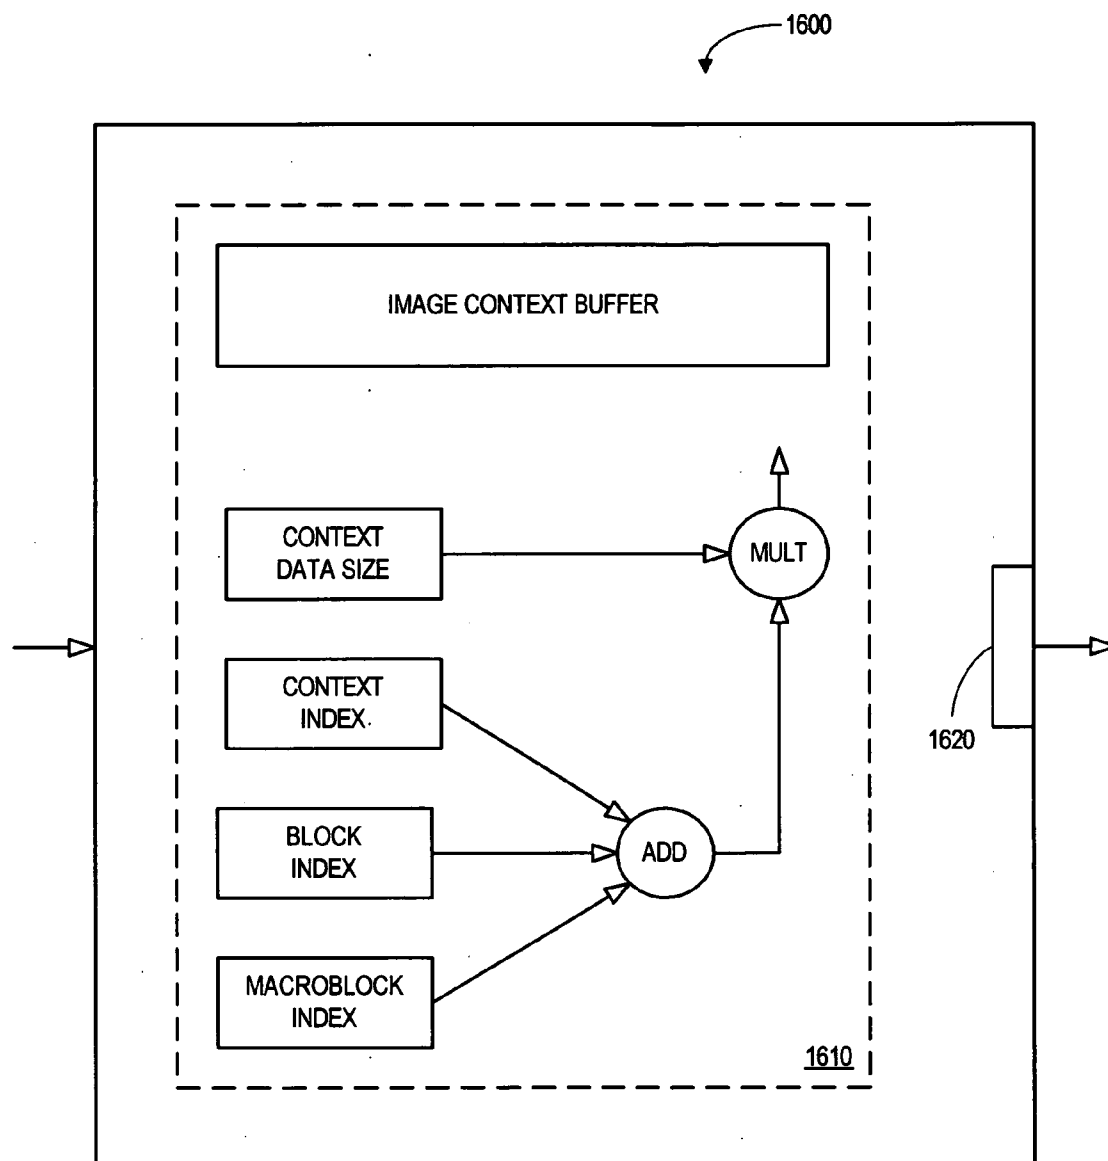 1600
IMAGE CONTEXT BUFFER
CONTEXT
DATA SIZE
MULT
CONTEXT
INDEX
1620
BLOCK
INDEX
ADD
MACROBLOCK
INDEX
1610